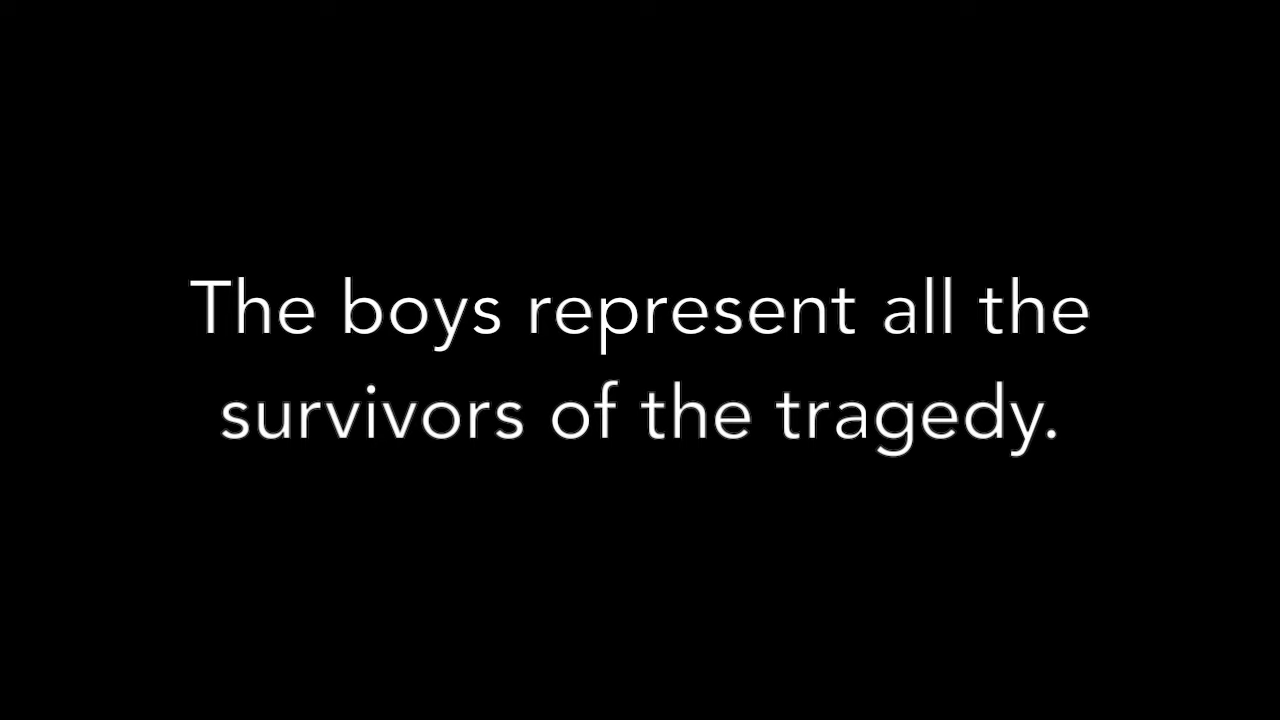 The boys represent all the
survivors of the tragedy.